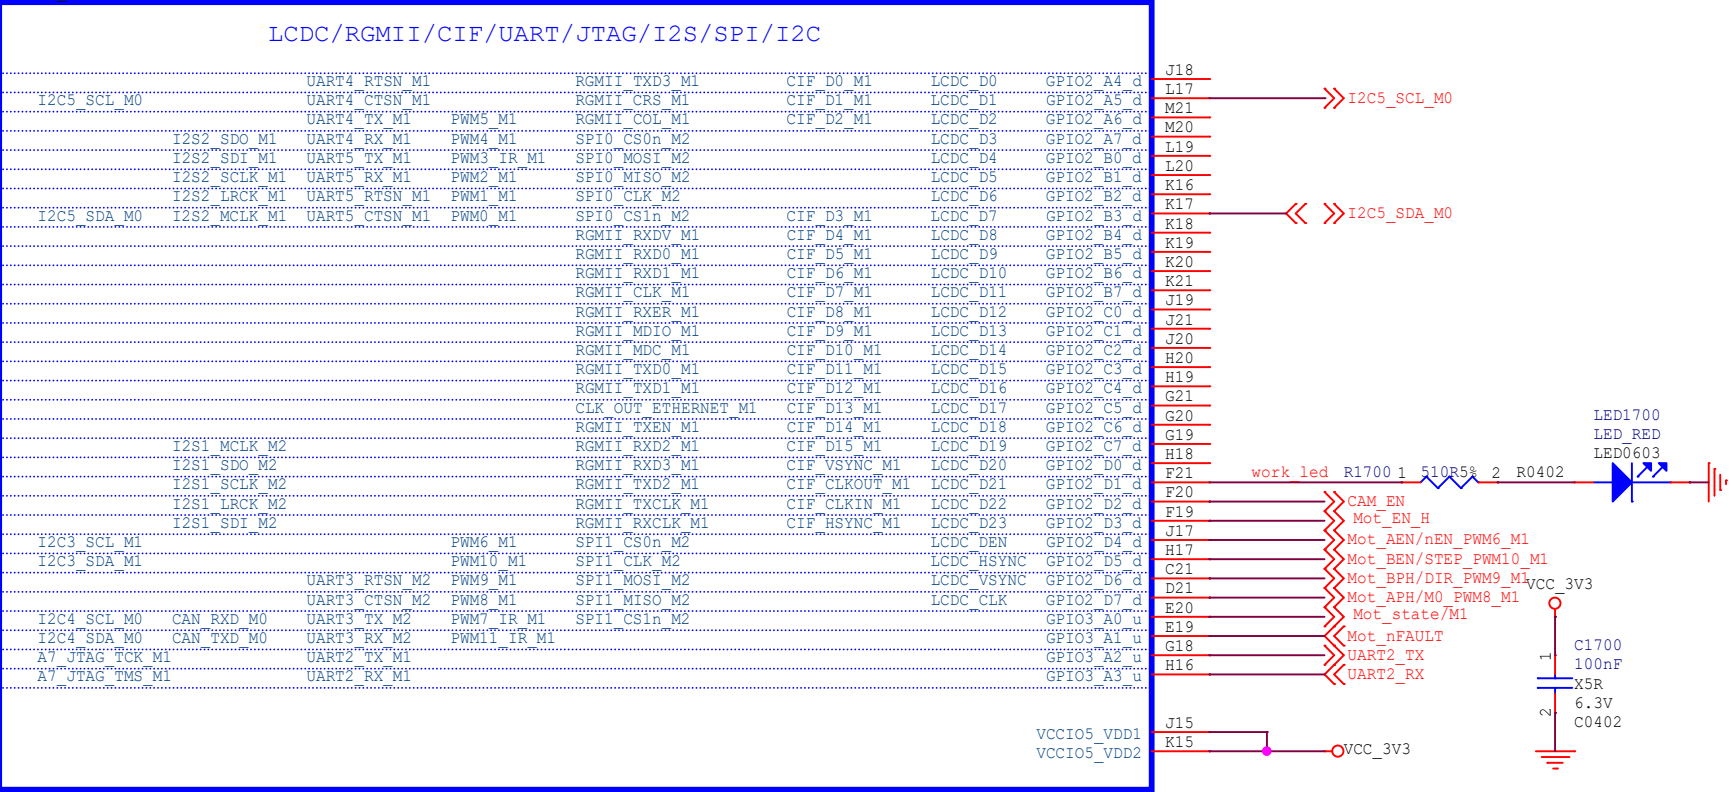 LCDC/RGMII/CIF/UART/JTAG/I2S/SPI/I2C
UART4_RTSN_M1 RGMII_TXD3_M1 CIF_D0_M1 LCDC_D0 GPIO2_A4_d J18
I2C5_SCL_M0 UART4_CTSN_M1 RGMII_CRS_M1 CIF_D1_M1 LCDC_D1 GPIO2_A5_d L17 I2C5_SCL_M0
UART4_TX_M1 PWM5_M1 RGMII_COL_M1 CIF_D2_M1 LCDC_D2 GPIO2_A6_d M21
I2S2_SDO_M1 UART4_RX_M1 PWM4_M1 SPI0_CS0n_M2 LCDC_D3 GPIO2_A7_d M20
I2S2_SDI_M1 UART5_TX_M1 PWM3_IR_M1 SPI0_MOSI_M2 LCDC_D4 GPIO2_B0_d L19
I2S2_SCLK_M1 UART5_RX_M1 PWM2_M1 SPI0_MISO_M2 LCDC_D5 GPIO2_B1_d L20
I2S2_LRCK_M1 UART5_RTSN_M1 PWM1_M1 SPI0_CLK_M2 LCDC_D6 GPIO2_B2_d K16
I2C5_SDA_M0 I2S2_MCLK_M1 UART5_CTSN_M1 PWM0_M1 SPI0_CS1n_M2 CIF_D3_M1 LCDC_D7 GPIO2_B3_d K17 I2C5_SDA_M0
RGMII_RXDV_M1 CIF_D4_M1 LCDC_D8 GPIO2_B4_d K18
RGMII_RXD0_M1 CIF_D5_M1 LCDC_D9 GPIO2_B5_d K19
RGMII_RXD1_M1 CIF_D6_M1 LCDC_D10 GPIO2_B6_d K20
RGMII_CLK_M1 CIF_D7_M1 LCDC_D11 GPIO2_B7_d K21
RGMII_RXER_M1 CIF_D8_M1 LCDC_D12 GPIO2_C0_d J19
RGMII_MDIO_M1 CIF_D9_M1 LCDC_D13 GPIO2_C1_d J21
RGMII_MDC_M1 CIF_D10_M1 LCDC_D14 GPIO2_C2_d J20
RGMII_TXD0_M1 CIF_D11_M1 LCDC_D15 GPIO2_C3_d H20
RGMII_TXD1_M1 CIF_D12_M1 LCDC_D16 GPIO2_C4_d H19
CLK_OUT_ETHERNET_M1 CIF_D13_M1 LCDC_D17 GPIO2_C5_d G21
RGMII_TXEN_M1 CIF_D14_M1 LCDC_D18 GPIO2_C6_d G20
I2S1_MCLK_M2 RGMII_RXD2_M1 CIF_D15_M1 LCDC_D19 GPIO2_C7_d G19
I2S1_SDO_M2 RGMII_RXD3_M1 CIF_VSYNC_M1 LCDC_D20 GPIO2_D0_d H18
I2S1_SCLK_M2 RGMII_TXD2_M1 CIF_CLKOUT_M1 LCDC_D21 GPIO2_D1_d F21 work led R1700 1 510R5% 2 R0402
LED1700
LED_RED
LED0603
I2S1_LRCK_M2 RGMII_TXCLK_M1 CIF_CLKIN_M1 LCDC_D22 GPIO2_D2_d F20 CAM_EN
I2S1_SDI_M2 RGMII_RXCLK_M1 CIF_HSYNC_M1 LCDC_D23 GPIO2_D3_d F19 Mot_EN_H
I2C3_SCL_M1 PWM6_M1 SPI1_CS0n_M2 LCDC_DEN GPIO2_D4_d J17 Mot_AEN/nEN_PWM6_M1
I2C3_SDA_M1 PWM10_M1 SPI1_CLK_M2 LCDC_HSYNC GPIO2_D5_d H17 Mot_BEN/STEP_PWM10_M1
UART3_RTSN_M2 PWM9_M1 SPI1_MOSI_M2 LCDC_VSYNC GPIO2_D6_d C21 Mot_BPH/DIR_PWM9_M1
UART3_CTSN_M2 PWM8_M1 SPI1_MISO_M2 LCDC_CLK GPIO2_D7_d D21 Mot_APH/M0_PWM8_M1
I2C4_SCL_M0 CAN_RXD_M0 UART3_TX_M2 PWM7_IR_M1 SPI1_CS1n_M2 GPIO3_A0_u E20 Mot_state/M1
I2C4_SDA_M0 CAN_TXD_M0 UART3_RX_M2 PWM11_IR_M1 GPIO3_A1_u E19 Mot_nFAULT
A7_JTAG_TCK_M1 UART2_TX_M1 GPIO3_A2_u G18 UART2_TX
A7_JTAG_TMS_M1 UART2_RX_M1 GPIO3_A3_u H16 UART2_RX
VCC_3V3
1
C1700
100nF
X5R
6.3V
C0402
2
VCCIO5_VDD1 J15
VCCIO5_VDD2 K15 VCC_3V3